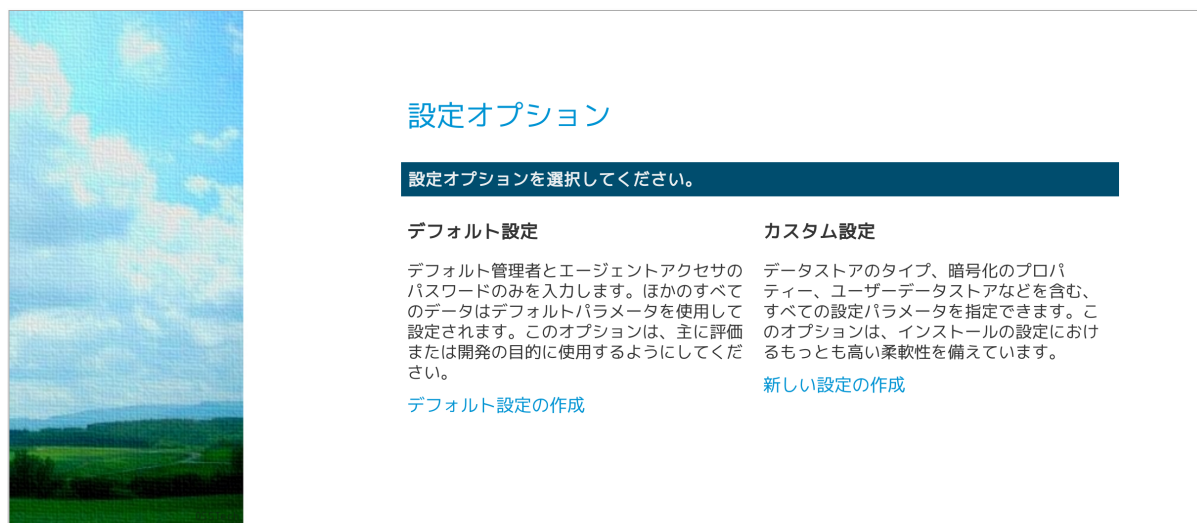 設定オプション
設定オプションを選択してください。
デフォルト設定
デフォルト管理者とエージェントアクセサの
パスワードのみを入力します。ほかのすべて
のデータはデフォルトパラメータを使用して
設定されます。このオプションは、主に評価
または開発の目的に使用するようにしてくだ
さい。
デフォルト設定の作成
カスタム設定
データストアのタイプ、暗号化のプロパ
ティー、ユーザーデータストアなどを含む、
すべての設定パラメータを指定できます。こ
のオプションは、インストールの設定におけ
るもっとも高い柔軟性を備えています。
新しい設定の作成